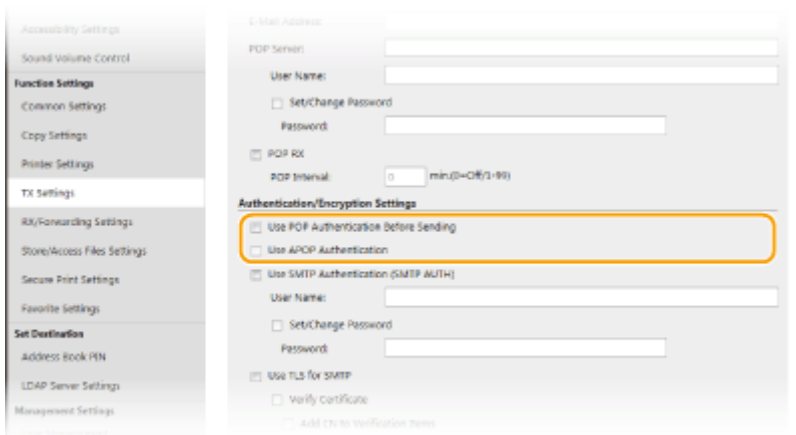 Accessibility Settings
Sound Volume Control
Function Settings
Common Settings
Copy Settings
Printer Settings
TX Settings
RX/Forwarding Settings
Store/Access Files Settings
Secure Print Settings
Favorite Settings
Set Destination
Address Book PIN
LDAP Server Settings
Management Settings
E-Mail Address:
POP Server:
User Name:
Set/Change Password
Password:
POP RX
POP Interval: 0 min.(0=Off/1-99)
Authentication/Encryption Settings
Use POP Authentication Before Sending
Use APOP Authentication
Use SMTP Authentication (SMTP AUTH)
User Name:
Set/Change Password
Password:
Use TLS for SMTP
Verify Certificate
Add CN to Verification Items